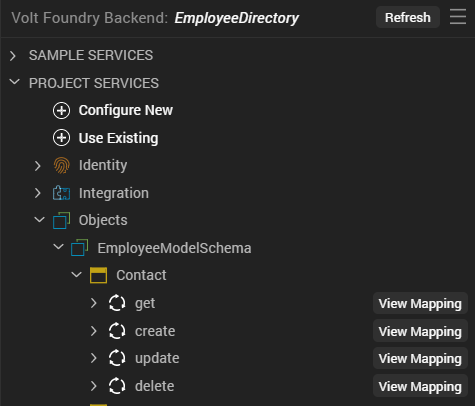 Volt Foundry Backend: EmployeeDirectory Refresh
SAMPLE SERVICES
PROJECT SERVICES
Configure New
Use Existing
Identity
Integration
Objects
EmployeeModelSchema
Contact
get View Mapping
create View Mapping
update View Mapping
delete View Mapping